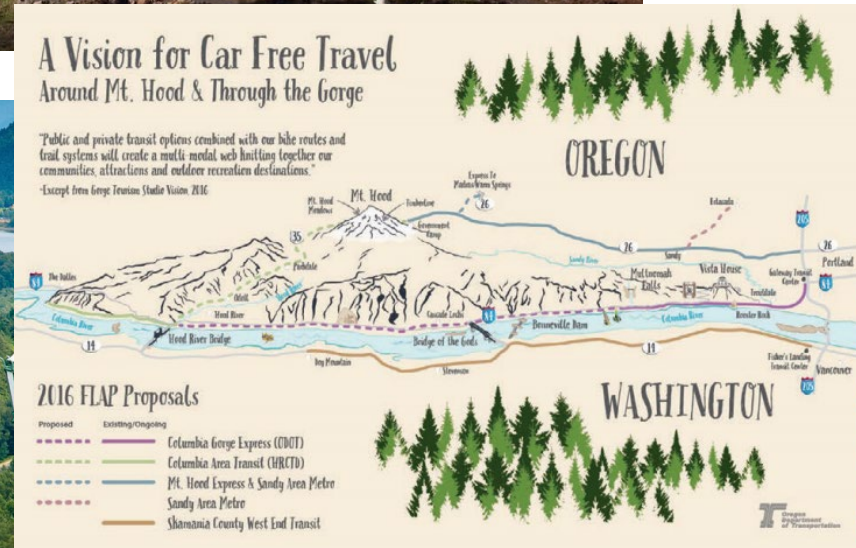 A Vision for Car Free Travel
Around Mt. Hood & Through the Gorge
"Public and private transit options combined with our bike routes and
trail systems will create a multi-modal web knitting together our
communities, attractions and outdoor recreation destinations."
-Excerpt from Gorge Tourism Studio Vision, 2016
OREGON
Express To
Madras/Warm Springs
26
Mt. Hood
Mt. Hood
Meadows
Timberline
Government
Camp
35
Parkdale
Estacada
205
26
Sandy
26
Portland
Sandy River
84
The Dalles
Multnomah
Falls
Vista House
Gateway Transit
Center
84
Troutdale
Odell
Hood River
Cascade Locks
84
Columbia River
Hood River Bridge
Bridge of the Gods
Bonneville Dam
Columbia River
Rooster Rock
14
Dog Mountain
Stevenson
14
Fisher's Landing
Transit Center
Vancouver
205
WASHINGTON
2016 FLAP Proposals
Proposed Existing/Ongoing
Columbia Gorge Express (ODOT)
Columbia Area Transit (HRCTD)
Mt. Hood Express & Sandy Area Metro
Sandy Area Metro
Skamania County West End Transit
Oregon
Department
of Transportation